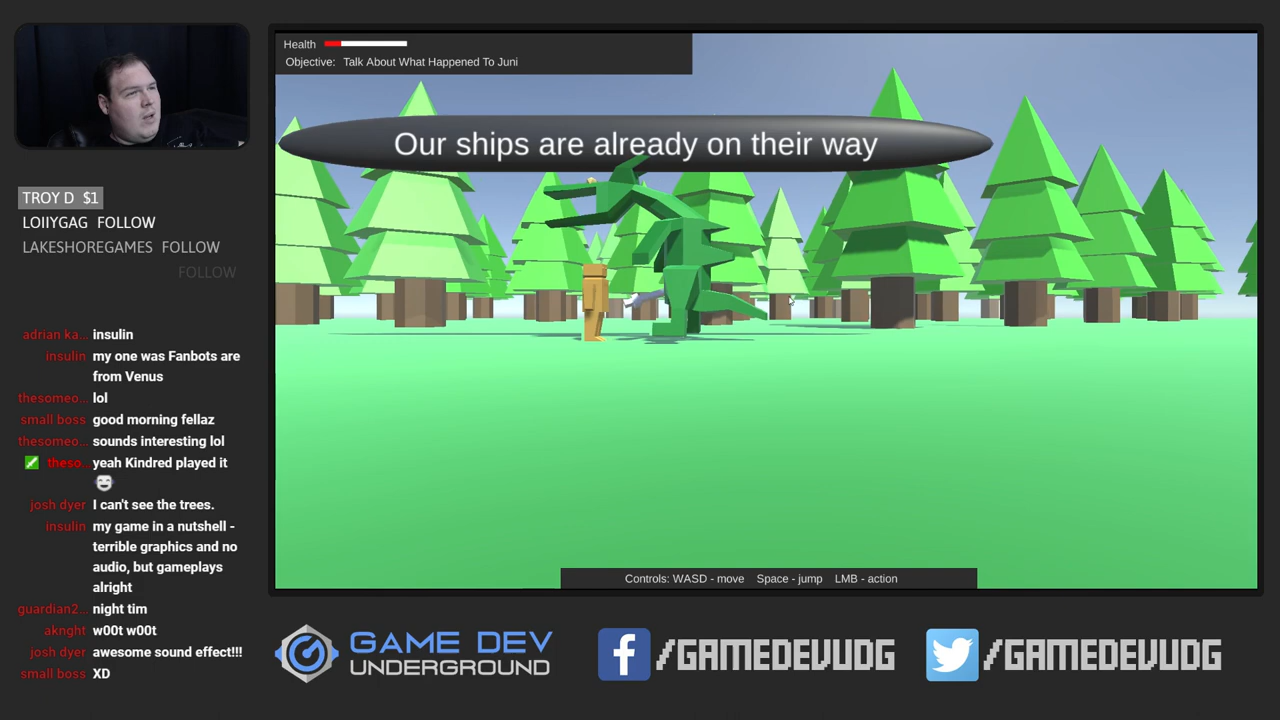 Health
Objective: Talk About What Happened To Juni
Our ships are already on their way
TROY D $1
LOIIYGAG FOLLOW
LAKESHOREGAMES FOLLOW
FOLLOW
adrian ka... insulin
insulin my one was Fanbots are
from Venus
thesomeo... lol
small boss good morning fellaz
thesomeo... sounds interesting lol
theso... yeah Kindred played it
josh dyer I can't see the trees.
insulin my game in a nutshell -
terrible graphics and no
audio, but gameplays
alright
guardian2... night tim
aknght w00t w00t
josh dyer awesome sound effect!!!
small boss XD
Controls: WASD - move Space - jump LMB - action
GAME DEV
UNDERGROUND
/GAMEDEVUDG
/GAMEDEVUDG